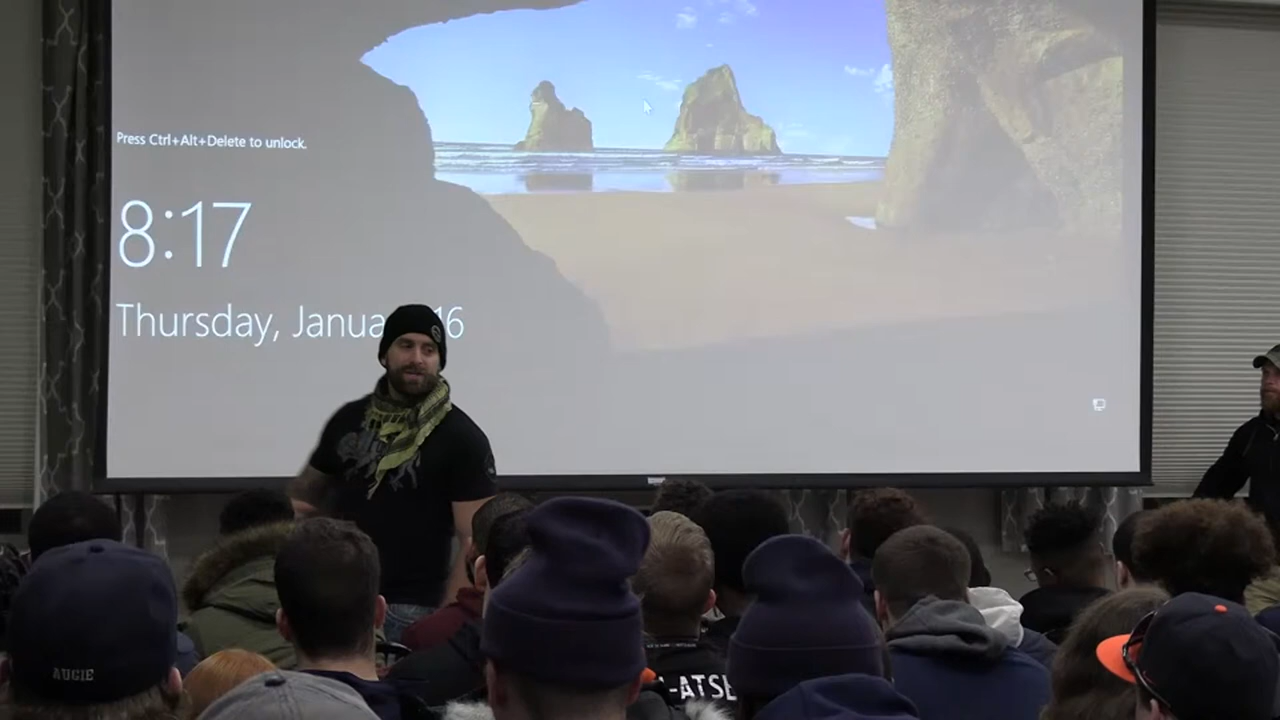 Press Ctrl+Alt+Delete to unlock.
8:17
Thursday, Janua 16
AUGIE
-ATSE